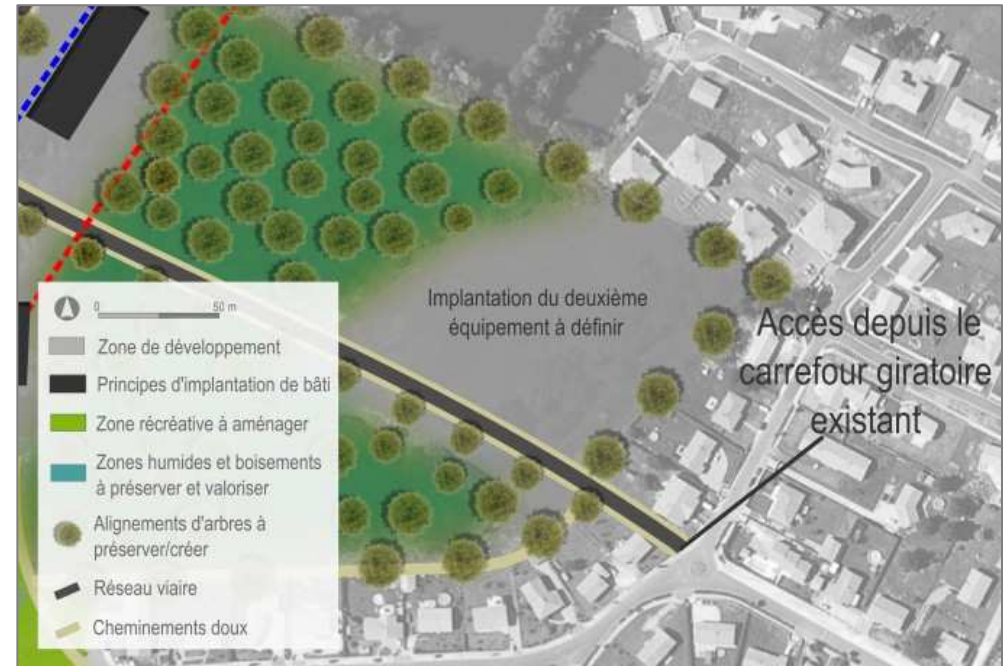 Implantation du deuxième
équipement à définir
Accès depuis le
carrefour giratoire
existant
0 50 m
Zone de développement
Principes d'implantation de bâti
Zone récréative à aménager
Zones humides et boisements
à préserver et valoriser
Alignements d'arbres à
préserver/créer
Réseau viaire
Cheminements doux